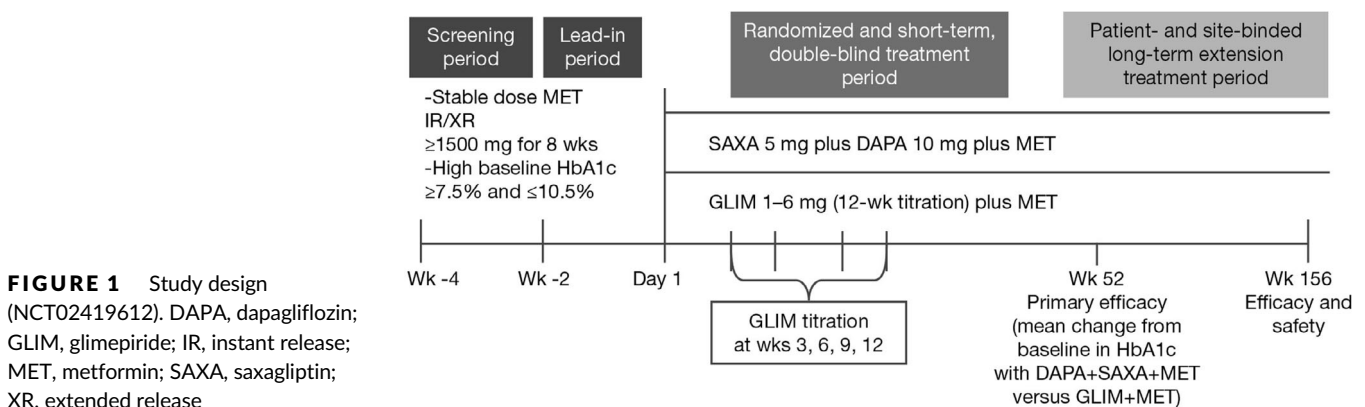 Screening
period
Lead-in
period
Randomized and short-term,
double-blind treatment
period
Patient- and site-binded
long-term extension
treatment period
-Stable dose MET
IR/XR
≥1500 mg for 8 wks
-High baseline HbA1c
≥7.5% and ≤10.5%
SAXA 5 mg plus DAPA 10 mg plus MET
GLIM 1–6 mg (12-wk titration) plus MET
Wk -4
Wk -2
Day 1
GLIM titration
at wks 3, 6, 9, 12
Wk 52
Primary efficacy
(mean change from
baseline in HbA1c
with DAPA+SAXA+MET
versus GLIM+MET)
Wk 156
Efficacy and
safety
FIGURE 1 Study design
(NCT02419612). DAPA, dapagliflozin;
GLIM, glimepiride; IR, instant release;
MET, metformin; SAXA, saxagliptin;
XR, extended release